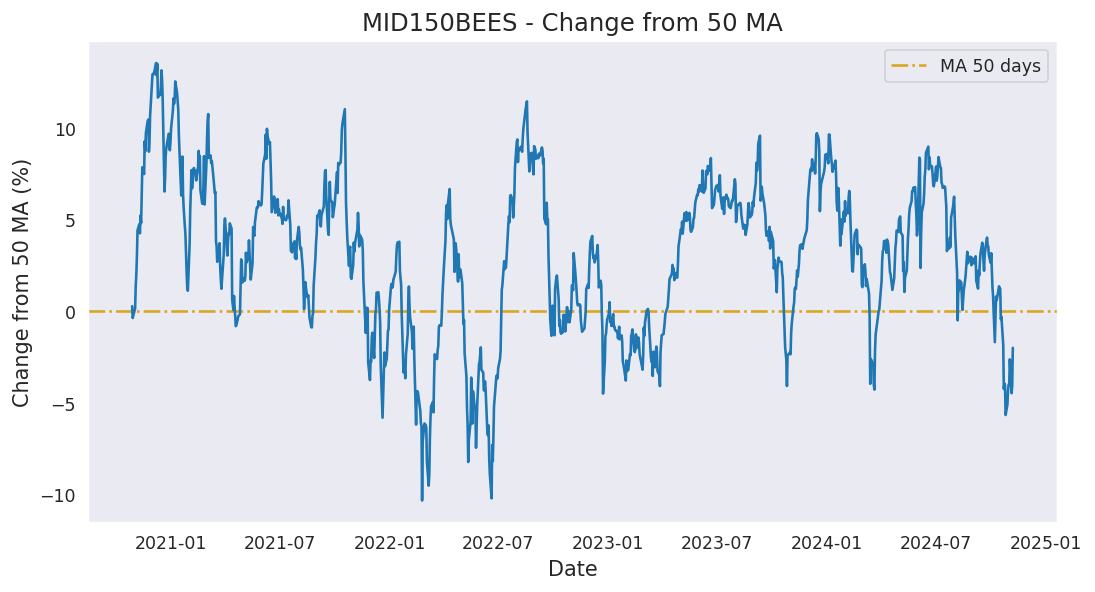 MID150BEES - Change from 50 MA
MA 50 days
Change from 50 MA (%)
10
5
0
−5
−10
2021-01 2021-07 2022-01 2022-07 2023-01 2023-07 2024-01 2024-07 2025-01
Date